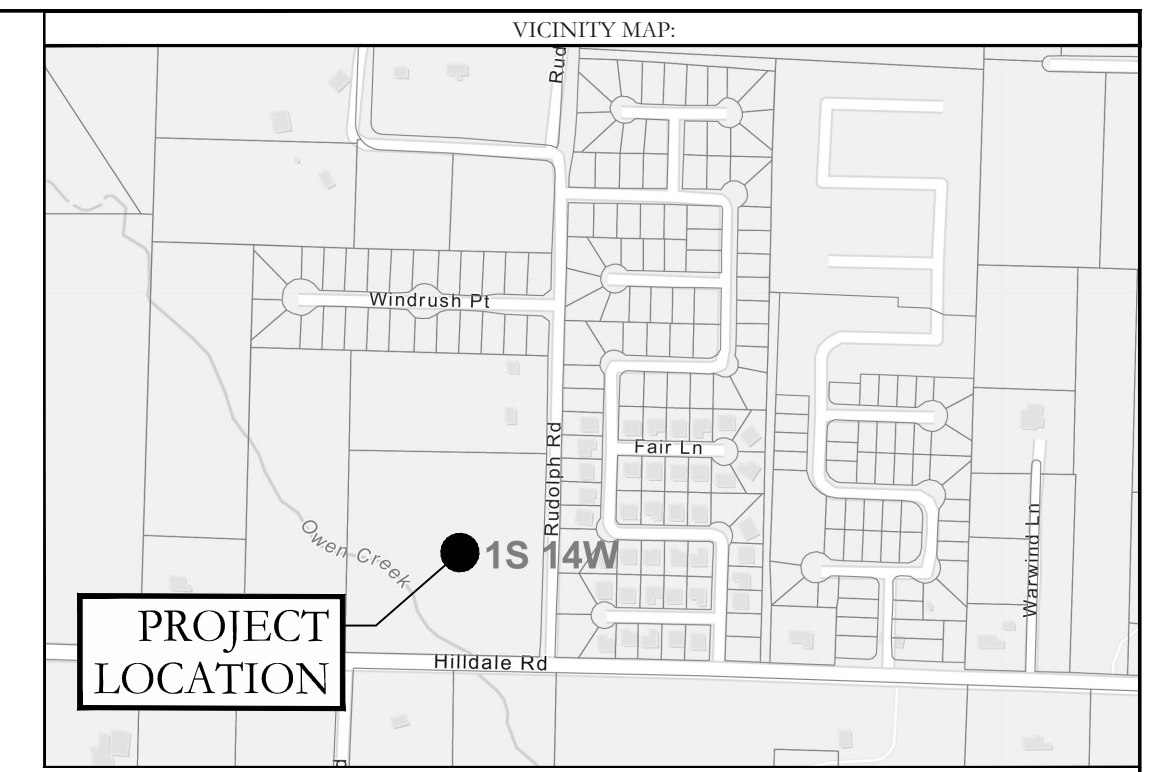 VICINITY MAP:
Rud
Windrush Pt
Rudolph Rd
Fair Ln
Owen Creek
1S 14W
Warwind Ln
PROJECT
LOCATION
Hilldale Rd
d